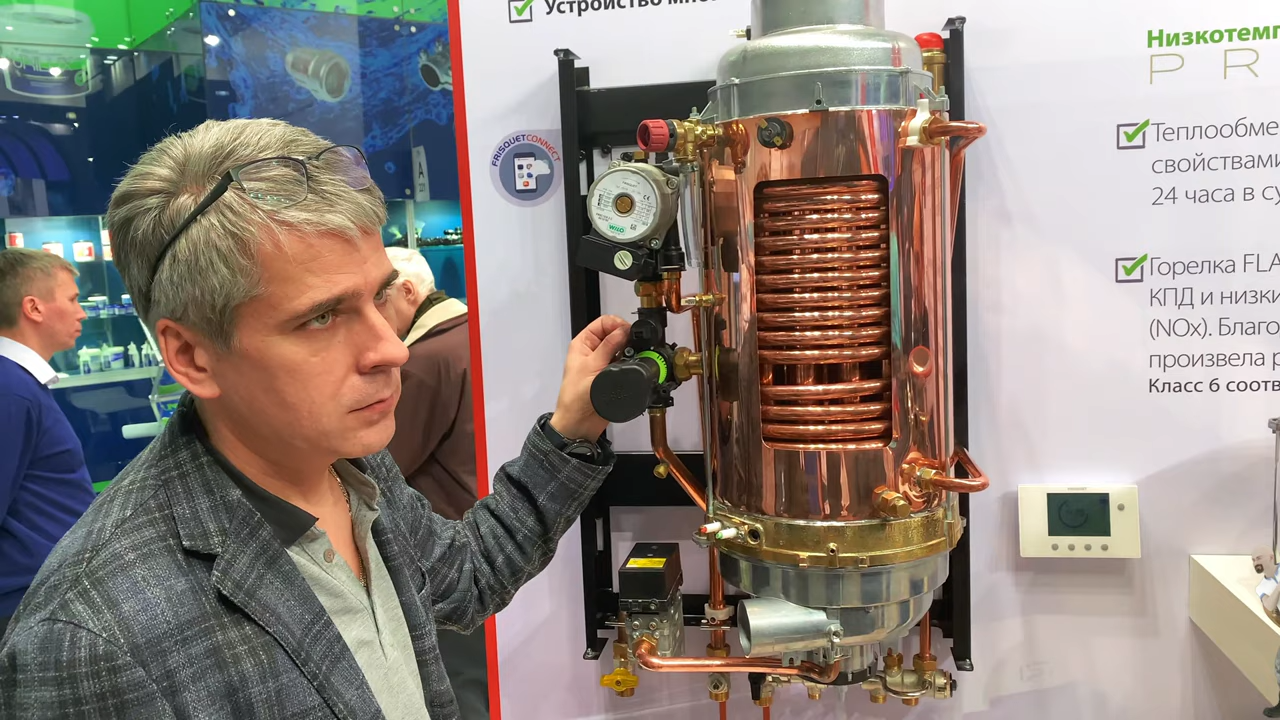 Устройство
Низкотемп
P R
FRISQUETCONNECT
Теплообме
свойствами
24 часа в су
Горелка FLA
КПД и низки
(NOx). Благо
произвела р
Класс 6 соотв
wilo
A